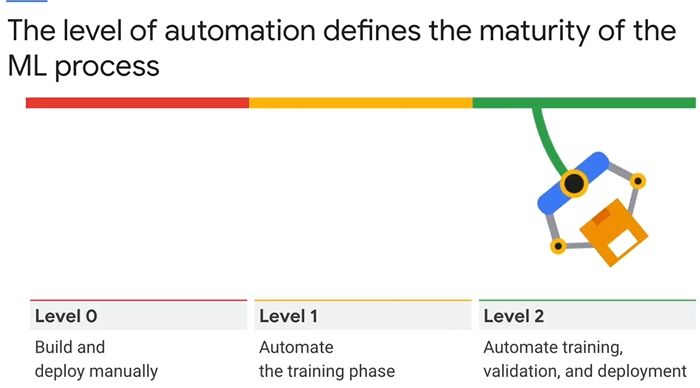 The level of automation defines the maturity of the
ML process
Level 0
Build and
deploy manually
Level 1
Automate
the training phase
Level 2
Automate training,
validation, and deployment